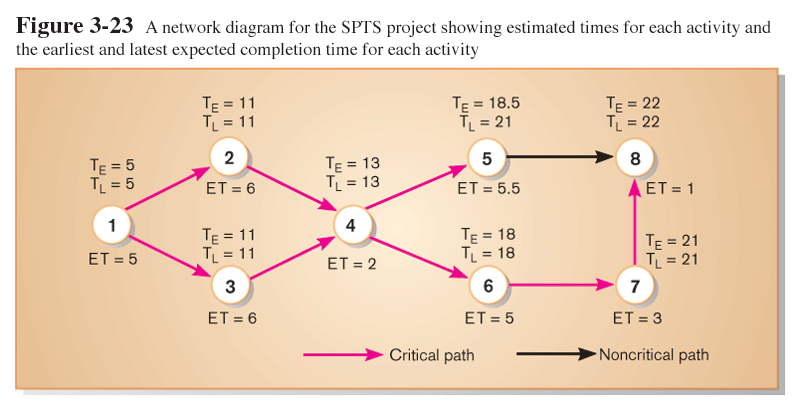 Figure 3-23 A network diagram for the SPTS project showing estimated times for each activity and
the earliest and latest expected completion time for each activity
TE = 5
TL = 5
1
ET = 5
TE = 11
TL = 11
2
ET = 6
TE = 11
TL = 11
3
ET = 6
TE = 13
TL = 13
4
ET = 2
TE = 18.5
TL = 21
5
ET = 5.5
TE = 18
TL = 18
6
ET = 5
TE = 22
TL = 22
8
ET = 1
TE = 21
TL = 21
7
ET = 3
Critical path
Noncritical path